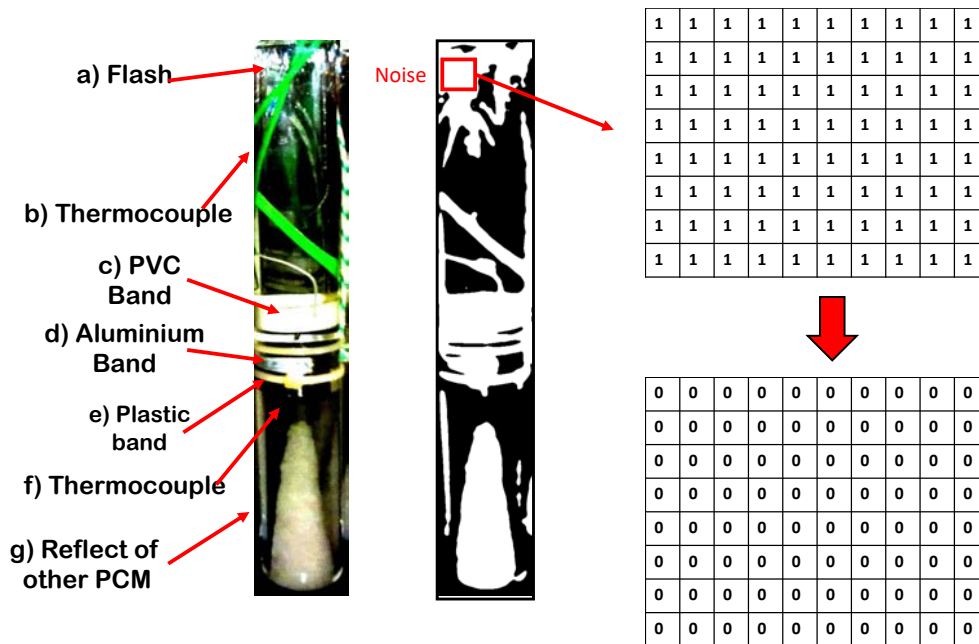 a) Flash
b) Thermocouple
c) PVC
Band
d) Aluminium
Band
e) Plastic
band
f) Thermocouple
g) Reflect of
other PCM
Noise
1 1 1 1 1 1 1 1 1 1
1 1 1 1 1 1 1 1 1 1
1 1 1 1 1 1 1 1 1 1
1 1 1 1 1 1 1 1 1 1
1 1 1 1 1 1 1 1 1 1
1 1 1 1 1 1 1 1 1 1
1 1 1 1 1 1 1 1 1 1
1 1 1 1 1 1 1 1 1 1
0 0 0 0 0 0 0 0 0 0
0 0 0 0 0 0 0 0 0 0
0 0 0 0 0 0 0 0 0 0
0 0 0 0 0 0 0 0 0 0
0 0 0 0 0 0 0 0 0 0
0 0 0 0 0 0 0 0 0 0
0 0 0 0 0 0 0 0 0 0
0 0 0 0 0 0 0 0 0 0